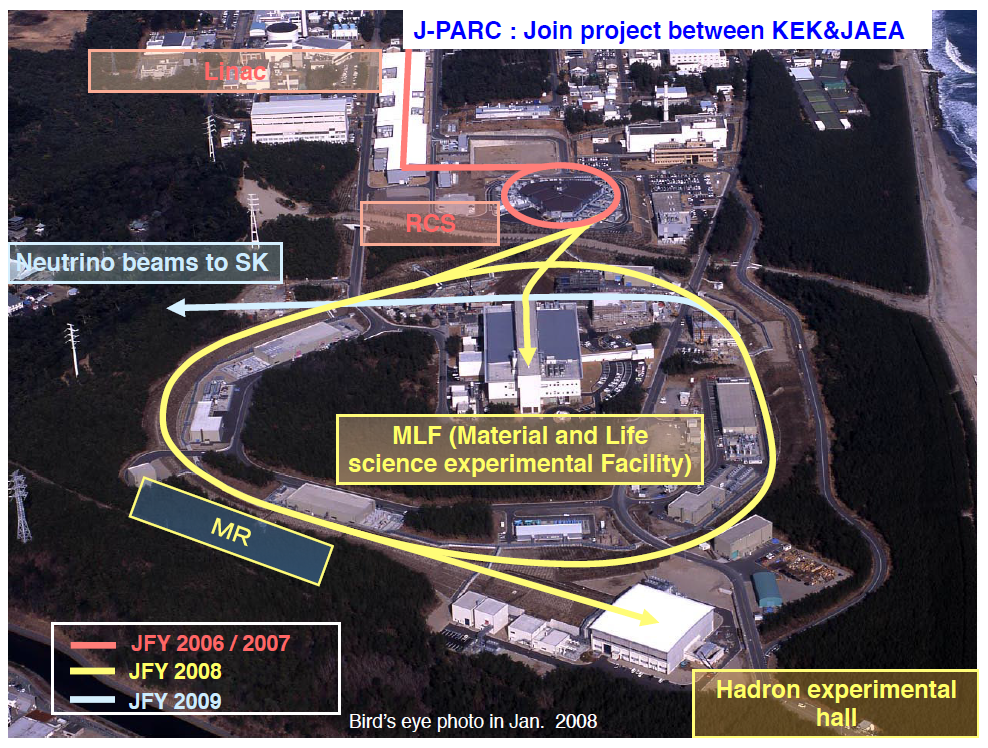 J-PARC : Join project between KEK&JAEA
Linac
RCS
Neutrino beams to SK
MLF (Material and Life
science experimental Facility)
MR
JFY 2006 / 2007
JFY 2008
JFY 2009
Bird's eye photo in Jan.  2008
Hadron experimental
hall